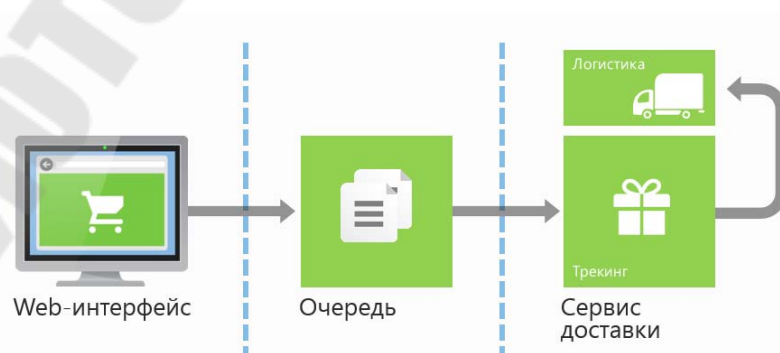 Логистика
Трекинг
Web-интерфейс
Очередь
Сервис
доставки